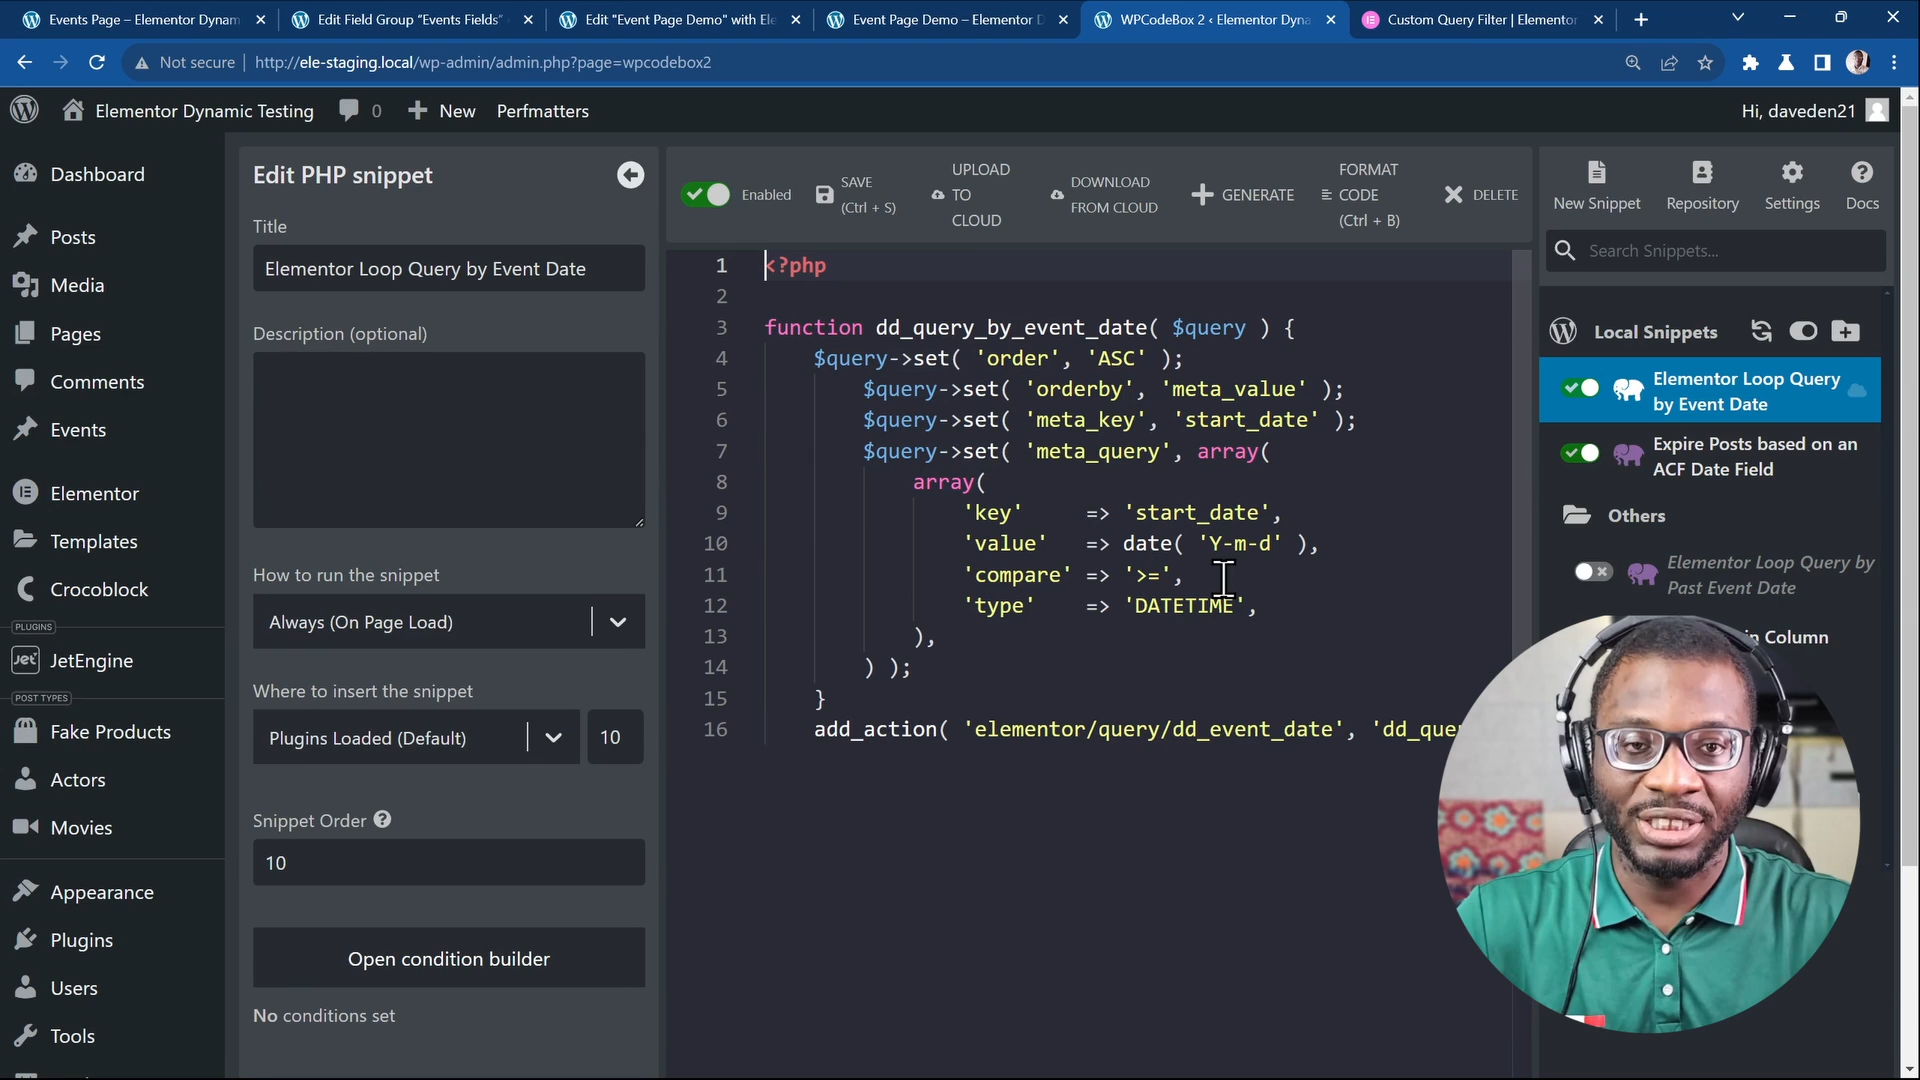 Events Page – Elementor Dynam
Edit Field Group "Events Fields"
Edit "Event Page Demo" with Ele
Event Page Demo – Elementor D
WPCodeBox 2 ‹ Elementor Dyna
Custom Query Filter | Elementor
Not secure
http://ele-staging.local/wp-admin/admin.php?page=wpcodebox2
Elementor Dynamic Testing
0
New
Perfmatters
Hi, daveden21
Dashboard
Posts
Media
Pages
Comments
Events
Elementor
Templates
Crocoblock
PLUGINS
Jet
JetEngine
POST TYPES
Fake Products
Actors
Movies
Appearance
Plugins
Users
Tools
Edit PHP snippet
Title
Elementor Loop Query by Event Date
Description (optional)
How to run the snippet
Always (On Page Load)
Where to insert the snippet
Plugins Loaded (Default)
10
Snippet Order
10
Open condition builder
No conditions set
Enabled
SAVE
(Ctrl + S)
UPLOAD
TO
CLOUD
DOWNLOAD
FROM CLOUD
GENERATE
FORMAT
CODE
(Ctrl + B)
DELETE
1 <?php
2
3 function dd_query_by_event_date( $query ) {
4 $query->set( 'order', 'ASC' );
5 $query->set( 'orderby', 'meta_value' );
6 $query->set( 'meta_key', 'start_date' );
7 $query->set( 'meta_query', array(
8 array(
9 'key' => 'start_date',
10 'value' => date( 'Y-m-d' ),
11 'compare' => '>=',
12 'type' => 'DATETIME',
13 ),
14 ) );
15 }
16 add_action( 'elementor/query/dd_event_date', 'dd_que
New Snippet
Repository
Settings
Docs
Search Snippets...
Local Snippets
Elementor Loop Query
by Event Date
Expire Posts based on an
ACF Date Field
Others
Elementor Loop Query by
Past Event Date
in Column